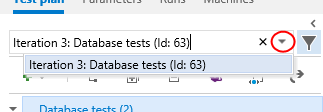 Test plan Parameters Runs Machines
Iteration 3: Database tests (Id: 63)
Iteration 3: Database tests (Id: 63)
Database tests (2)